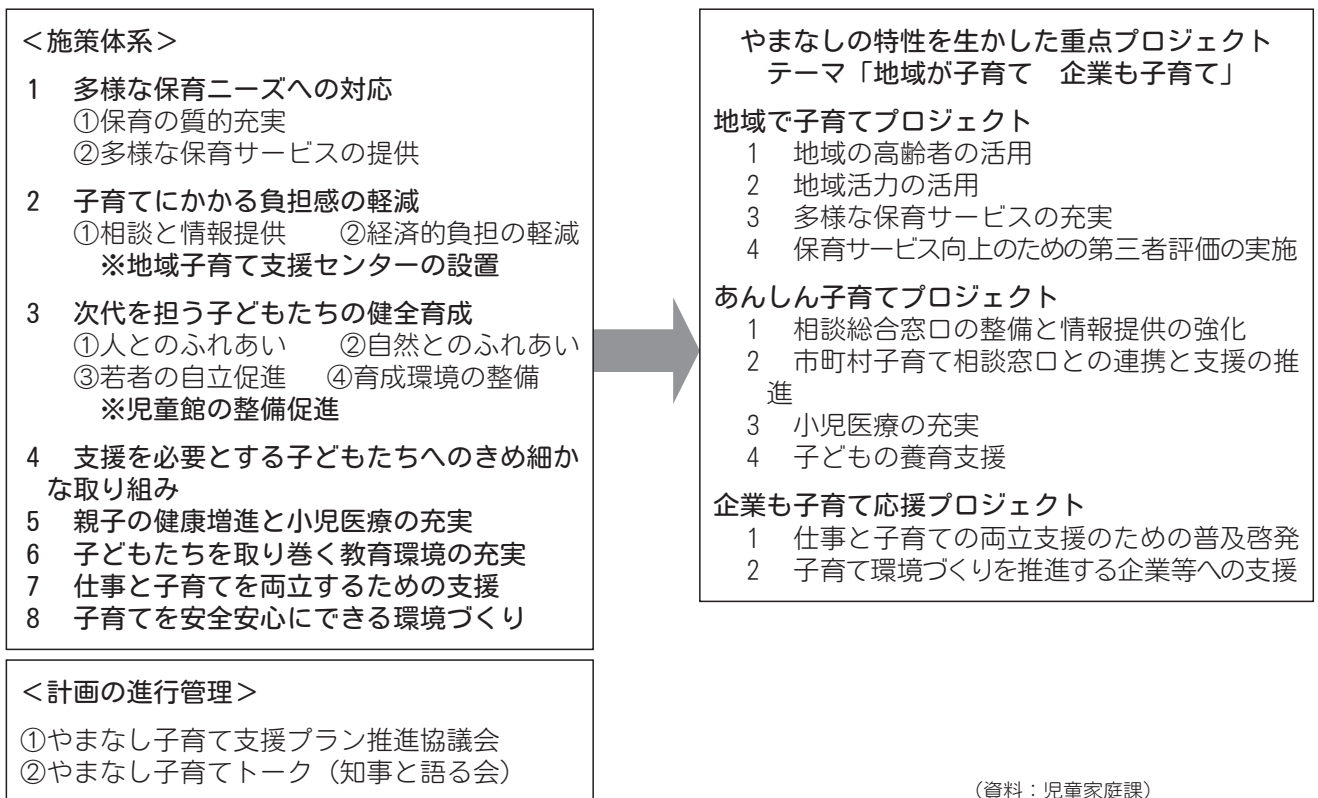 ＜施策体系＞
1　多様な保育ニーズへの対応
①保育の質的充実
②多様な保育サービスの提供
2　子育てにかかる負担感の軽減
①相談と情報提供　　②経済的負担の軽減
※地域子育て支援センターの設置
3　次代を担う子どもたちの健全育成
①人とのふれあい　　②自然とのふれあい
③若者の自立促進　　④育成環境の整備
※児童館の整備促進
4　支援を必要とする子どもたちへのきめ細か
な取り組み
5　親子の健康増進と小児医療の充実
6　子どもたちを取り巻く教育環境の充実
7　仕事と子育てを両立するための支援
8　子育てを安全安心にできる環境づくり
＜計画の進行管理＞
①やまなし子育て支援プラン推進協議会
②やまなし子育てトーク（知事と語る会）
やまなしの特性を生かした重点プロジェクト
テーマ「地域が子育て　企業も子育て」
地域で子育てプロジェクト
1　地域の高齢者の活用
2　地域活力の活用
3　多様な保育サービスの充実
4　保育サービス向上のための第三者評価の実施
あんしん子育てプロジェクト
1　相談総合窓口の整備と情報提供の強化
2　市町村子育て相談窓口との連携と支援の推
進
3　小児医療の充実
4　子どもの養育支援
企業も子育て応援プロジェクト
1　仕事と子育ての両立支援のための普及啓発
2　子育て環境づくりを推進する企業等への支援
（資料：児童家庭課）